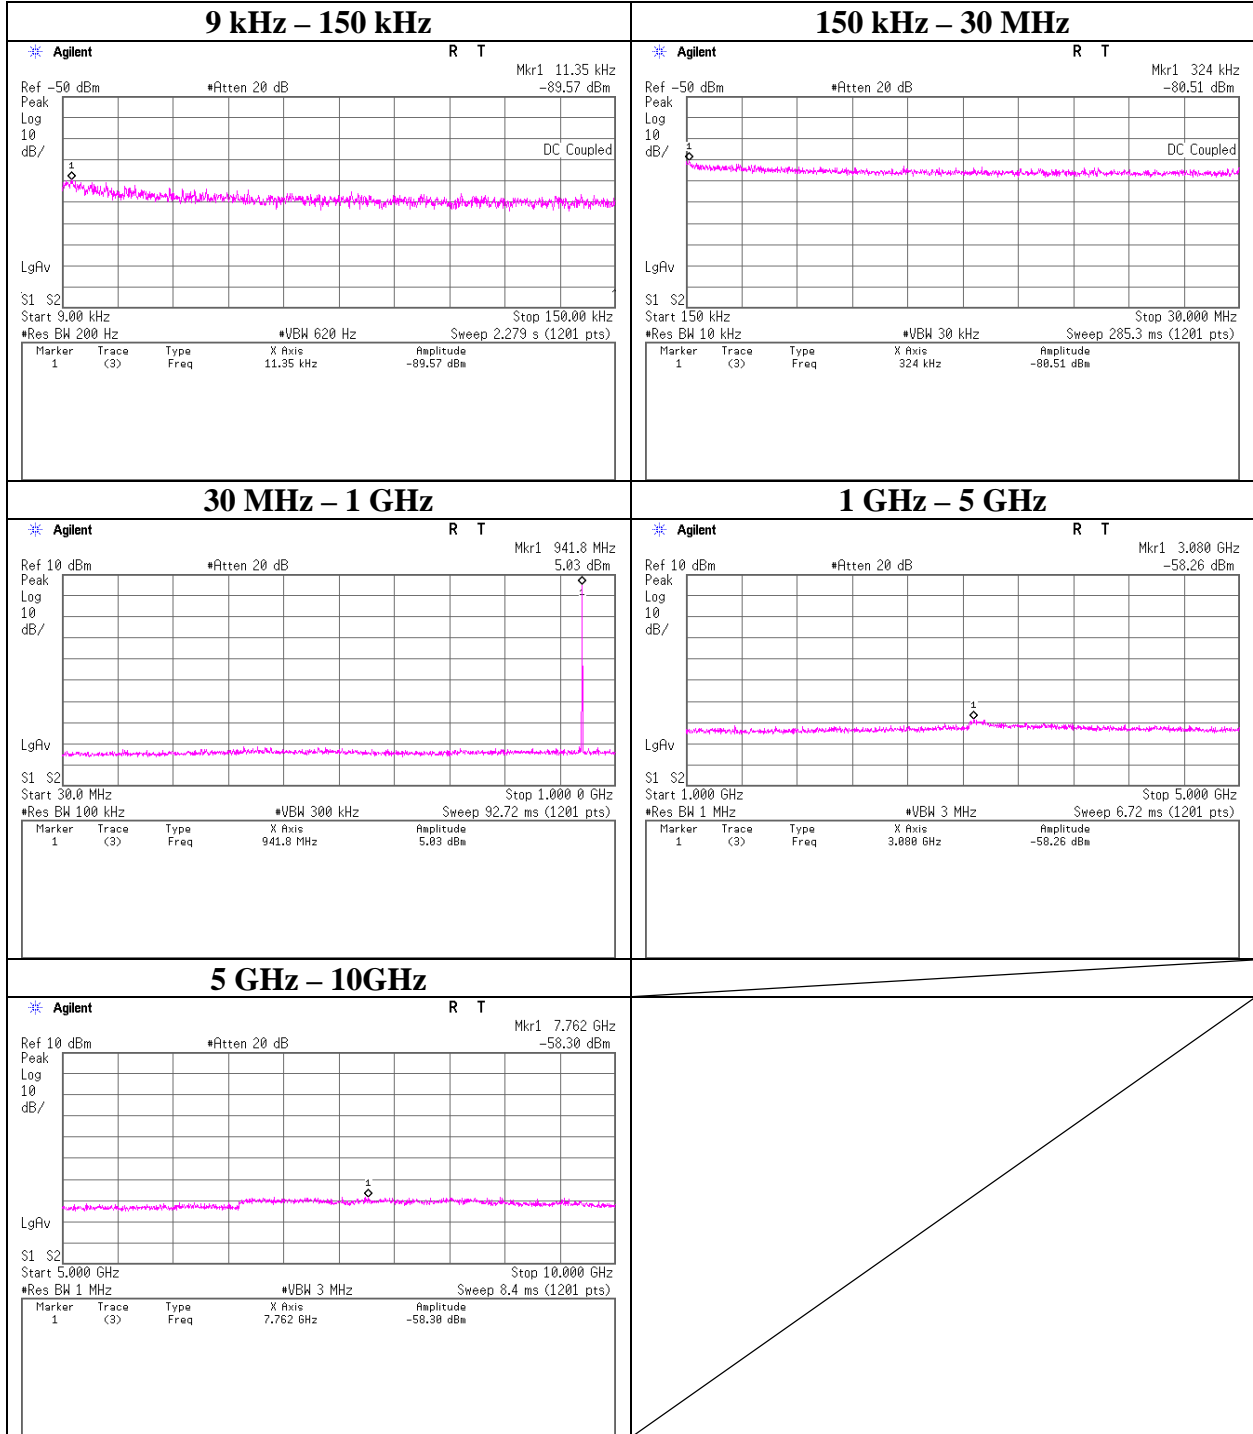 9 kHz – 150 kHz
Agilent
R T
Mkr1 11.35 kHz
Ref -50 dBm #Atten 20 dB -89.57 dBm
Peak
Log
10
dB/
DC Coupled
1
LgAv
S1 S2
Start 9.00 kHz Stop 150.00 kHz
#Res BW 200 Hz #VBW 620 Hz Sweep 2.279 s (1201 pts)
Marker Trace Type X Axis Amplitude
1 (3) Freq 11.35 kHz -89.57 dBm
150 kHz – 30 MHz
Agilent
R T
Mkr1 324 kHz
Ref -50 dBm #Atten 20 dB -80.51 dBm
Peak
Log
10
dB/
DC Coupled
1
LgAv
S1 S2
Start 150 kHz Stop 30.000 MHz
#Res BW 10 kHz #VBW 30 kHz Sweep 285.3 ms (1201 pts)
Marker Trace Type X Axis Amplitude
1 (3) Freq 324 kHz -80.51 dBm
30 MHz – 1 GHz
Agilent
R T
Mkr1 941.8 MHz
Ref 10 dBm #Atten 20 dB 5.03 dBm
Peak
Log
10
dB/
1
LgAv
S1 S2
Start 30.0 MHz Stop 1.000 0 GHz
#Res BW 100 kHz #VBW 300 kHz Sweep 92.72 ms (1201 pts)
Marker Trace Type X Axis Amplitude
1 (3) Freq 941.8 MHz 5.03 dBm
1 GHz – 5 GHz
Agilent
R T
Mkr1 3.080 GHz
Ref 10 dBm #Atten 20 dB -58.26 dBm
Peak
Log
10
dB/
1
LgAv
S1 S2
Start 1.000 GHz Stop 5.000 GHz
#Res BW 1 MHz #VBW 3 MHz Sweep 6.72 ms (1201 pts)
Marker Trace Type X Axis Amplitude
1 (3) Freq 3.080 GHz -58.26 dBm
5 GHz – 10GHz
Agilent
R T
Mkr1 7.762 GHz
Ref 10 dBm #Atten 20 dB -58.30 dBm
Peak
Log
10
dB/
1
LgAv
S1 S2
Start 5.000 GHz Stop 10.000 GHz
#Res BW 1 MHz #VBW 3 MHz Sweep 8.4 ms (1201 pts)
Marker Trace Type X Axis Amplitude
1 (3) Freq 7.762 GHz -58.30 dBm